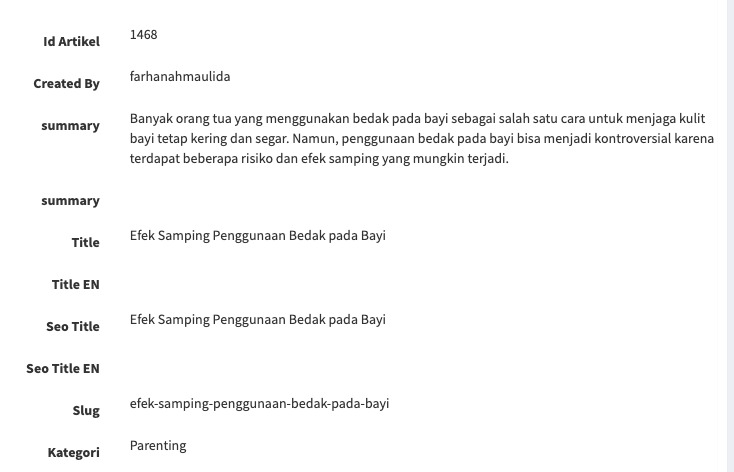 Id Artikel 1468
Created By farhanahmaulida
summary Banyak orang tua yang menggunakan bedak pada bayi sebagai salah satu cara untuk menjaga kulit
bayi tetap kering dan segar. Namun, penggunaan bedak pada bayi bisa menjadi kontroversial karena
terdapat beberapa risiko dan efek samping yang mungkin terjadi.
summary
Title Efek Samping Penggunaan Bedak pada Bayi
Title EN
Seo Title Efek Samping Penggunaan Bedak pada Bayi
Seo Title EN
Slug efek-samping-penggunaan-bedak-pada-bayi
Kategori Parenting